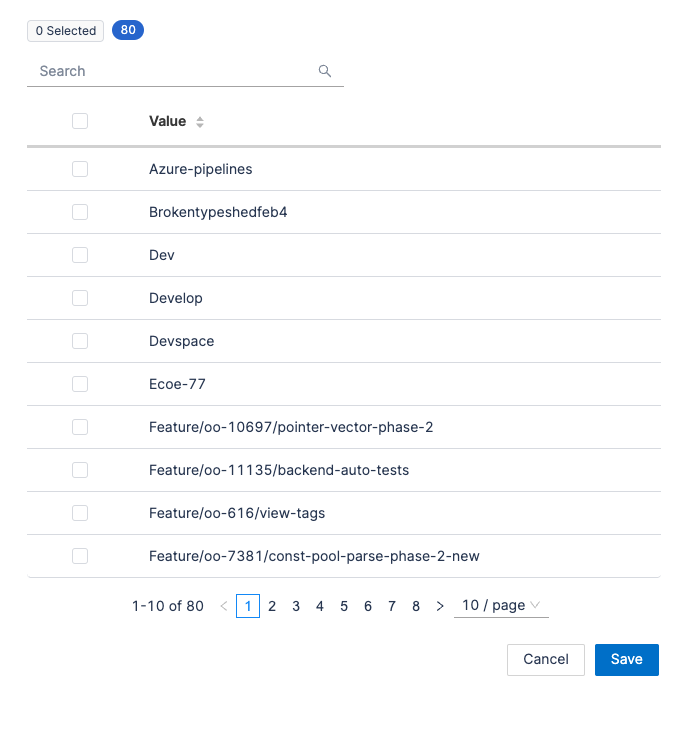 0 Selected 80
Search
Value
Azure-pipelines
Brokentypeshedfeb4
Dev
Develop
Devspace
Ecoe-77
Feature/oo-10697/pointer-vector-phase-2
Feature/oo-11135/backend-auto-tests
Feature/oo-616/view-tags
Feature/oo-7381/const-pool-parse-phase-2-new
1-10 of 80 < 1 2 3 4 5 6 7 8 > 10 / page
Cancel Save